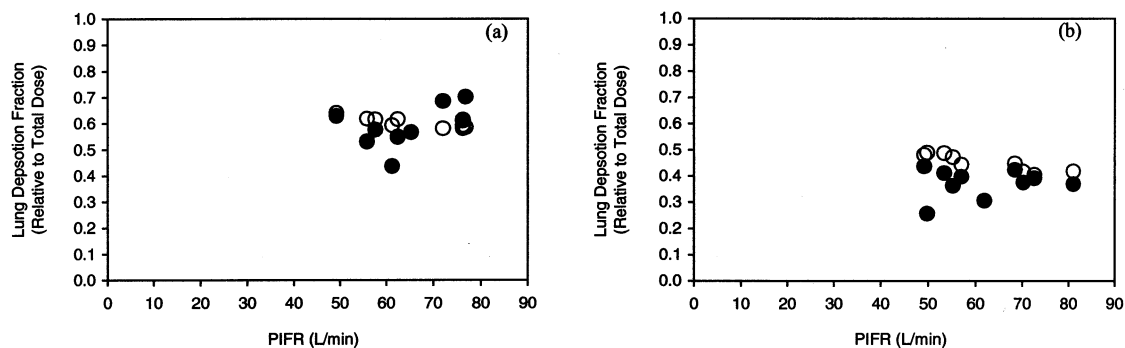 (a)
Lung Depsotion Fraction
(Relative to Total Dose)
1.0
0.9
0.8
0.7
0.6
0.5
0.4
0.3
0.2
0.1
0.0
0 10 20 30 40 50 60 70 80 90
PIFR (L/min)
(b)
Lung Depsotion Fraction
(Relative to Total Dose)
1.0
0.9
0.8
0.7
0.6
0.5
0.4
0.3
0.2
0.1
0.0
0 10 20 30 40 50 60 70 80 90
PIFR (L/min)